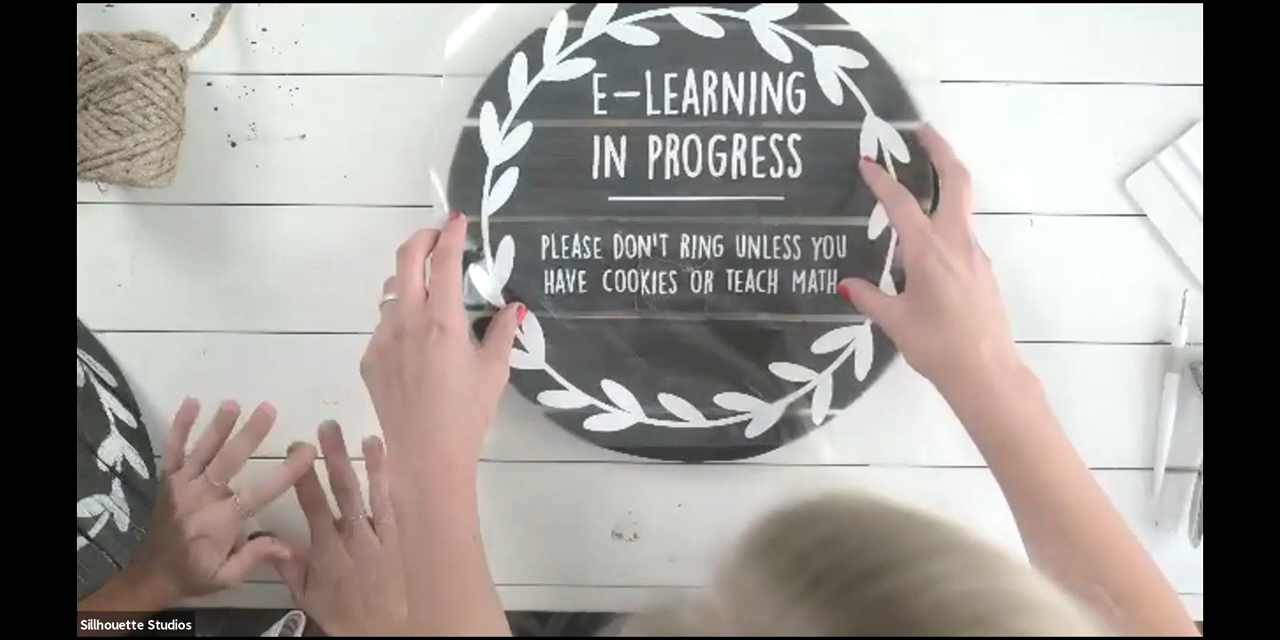 E-LEARNING
IN PROGRESS
PLEASE DON'T RING UNLESS YOU
HAVE COOKIES OR TEACH MATH
Sillhouette Studios